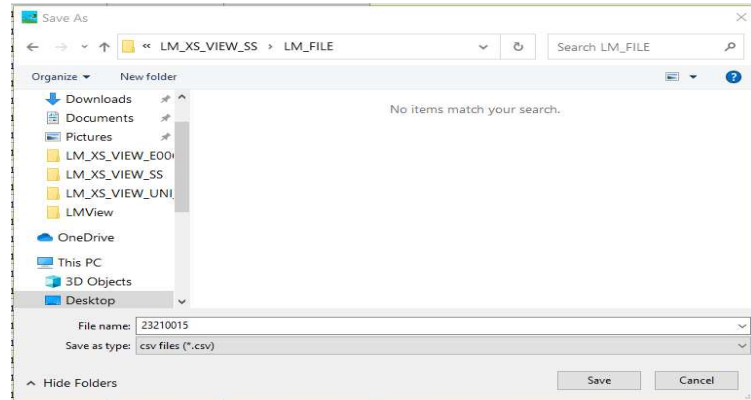 Save As
« LM_XS_VIEW_SS › LM_FILE
Search LM_FILE
Organize
New folder
Downloads
Documents
Pictures
LM_XS_VIEW_E00
LM_XS_VIEW_SS
LM_XS_VIEW_UNI_
LMView
OneDrive
This PC
3D Objects
Desktop
No items match your search.
File name: 23210015
Save as type: csv files (*.csv)
Hide Folders
Save
Cancel